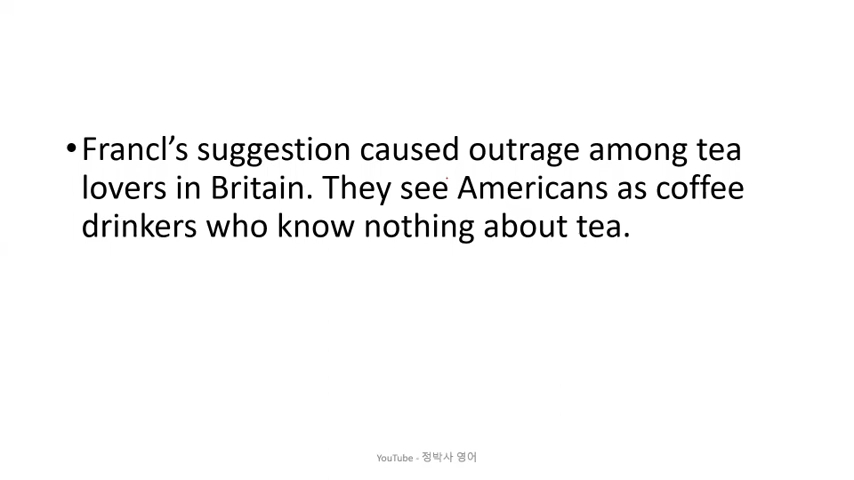 •Francl’s suggestion caused outrage among tea
lovers in Britain. They see Americans as coffee
drinkers who know nothing about tea.
YouTube - 정박사 영어